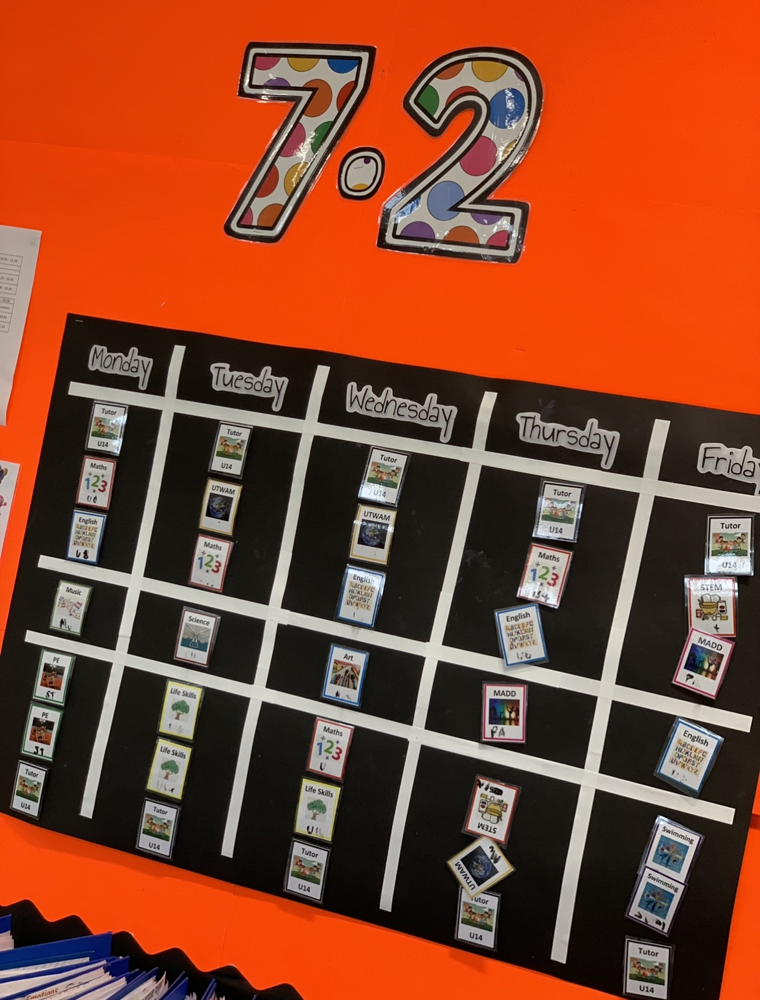 7.2
Monday
Tuesday
Wednesday
Thursday
Friday
Tutor
U14
Maths
123
English
ABCDEFG
HIJKLMN
OPQRST
UVWXYZ
U8
Music
PE
PE
Tutor
U14
Tutor
U14
UTWAM
Maths
123
Science
Life Skills
Life Skills
Tutor
U14
Tutor
U14
UTWAM
English
ABCDEFG
HIJKLMN
OPQRST
UVWXYZ
Art
Maths
123
Life Skills
Skills
Tutor
U14
Tutor
U14
Maths
123
English
ABCDEFG
HIJKLMN
OPQRST
UVWXYZ
MADD
PA
STEM
UTWAM
Tutor
U14
Tutor
U14
STEM
MADD
English
ABCDEFG
HIJKLMN
OPQRST
UVWXYZ
Swimming
Swimming
Tutor
U14
Emotions